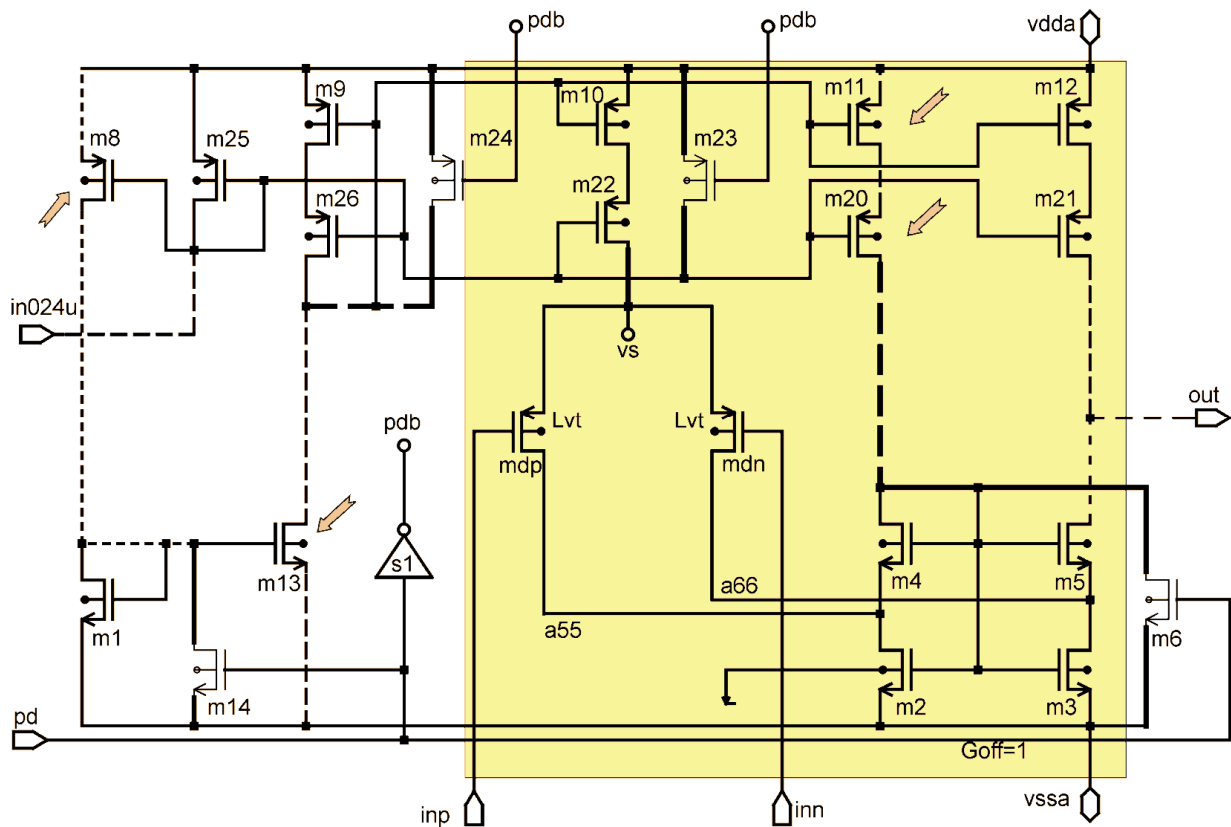 pdb
pdb
vdda
m9
m10
m11
m12
m8
m25
m24
m23
m26
m22
m20
m21
in024u
vs
out
pdb
Lvt
Lvt
mdp
mdn
s1
m13
m4
m5
a66
m1
a55
m6
m14
m2
m3
pd
Goff=1
inp
inn
vssa